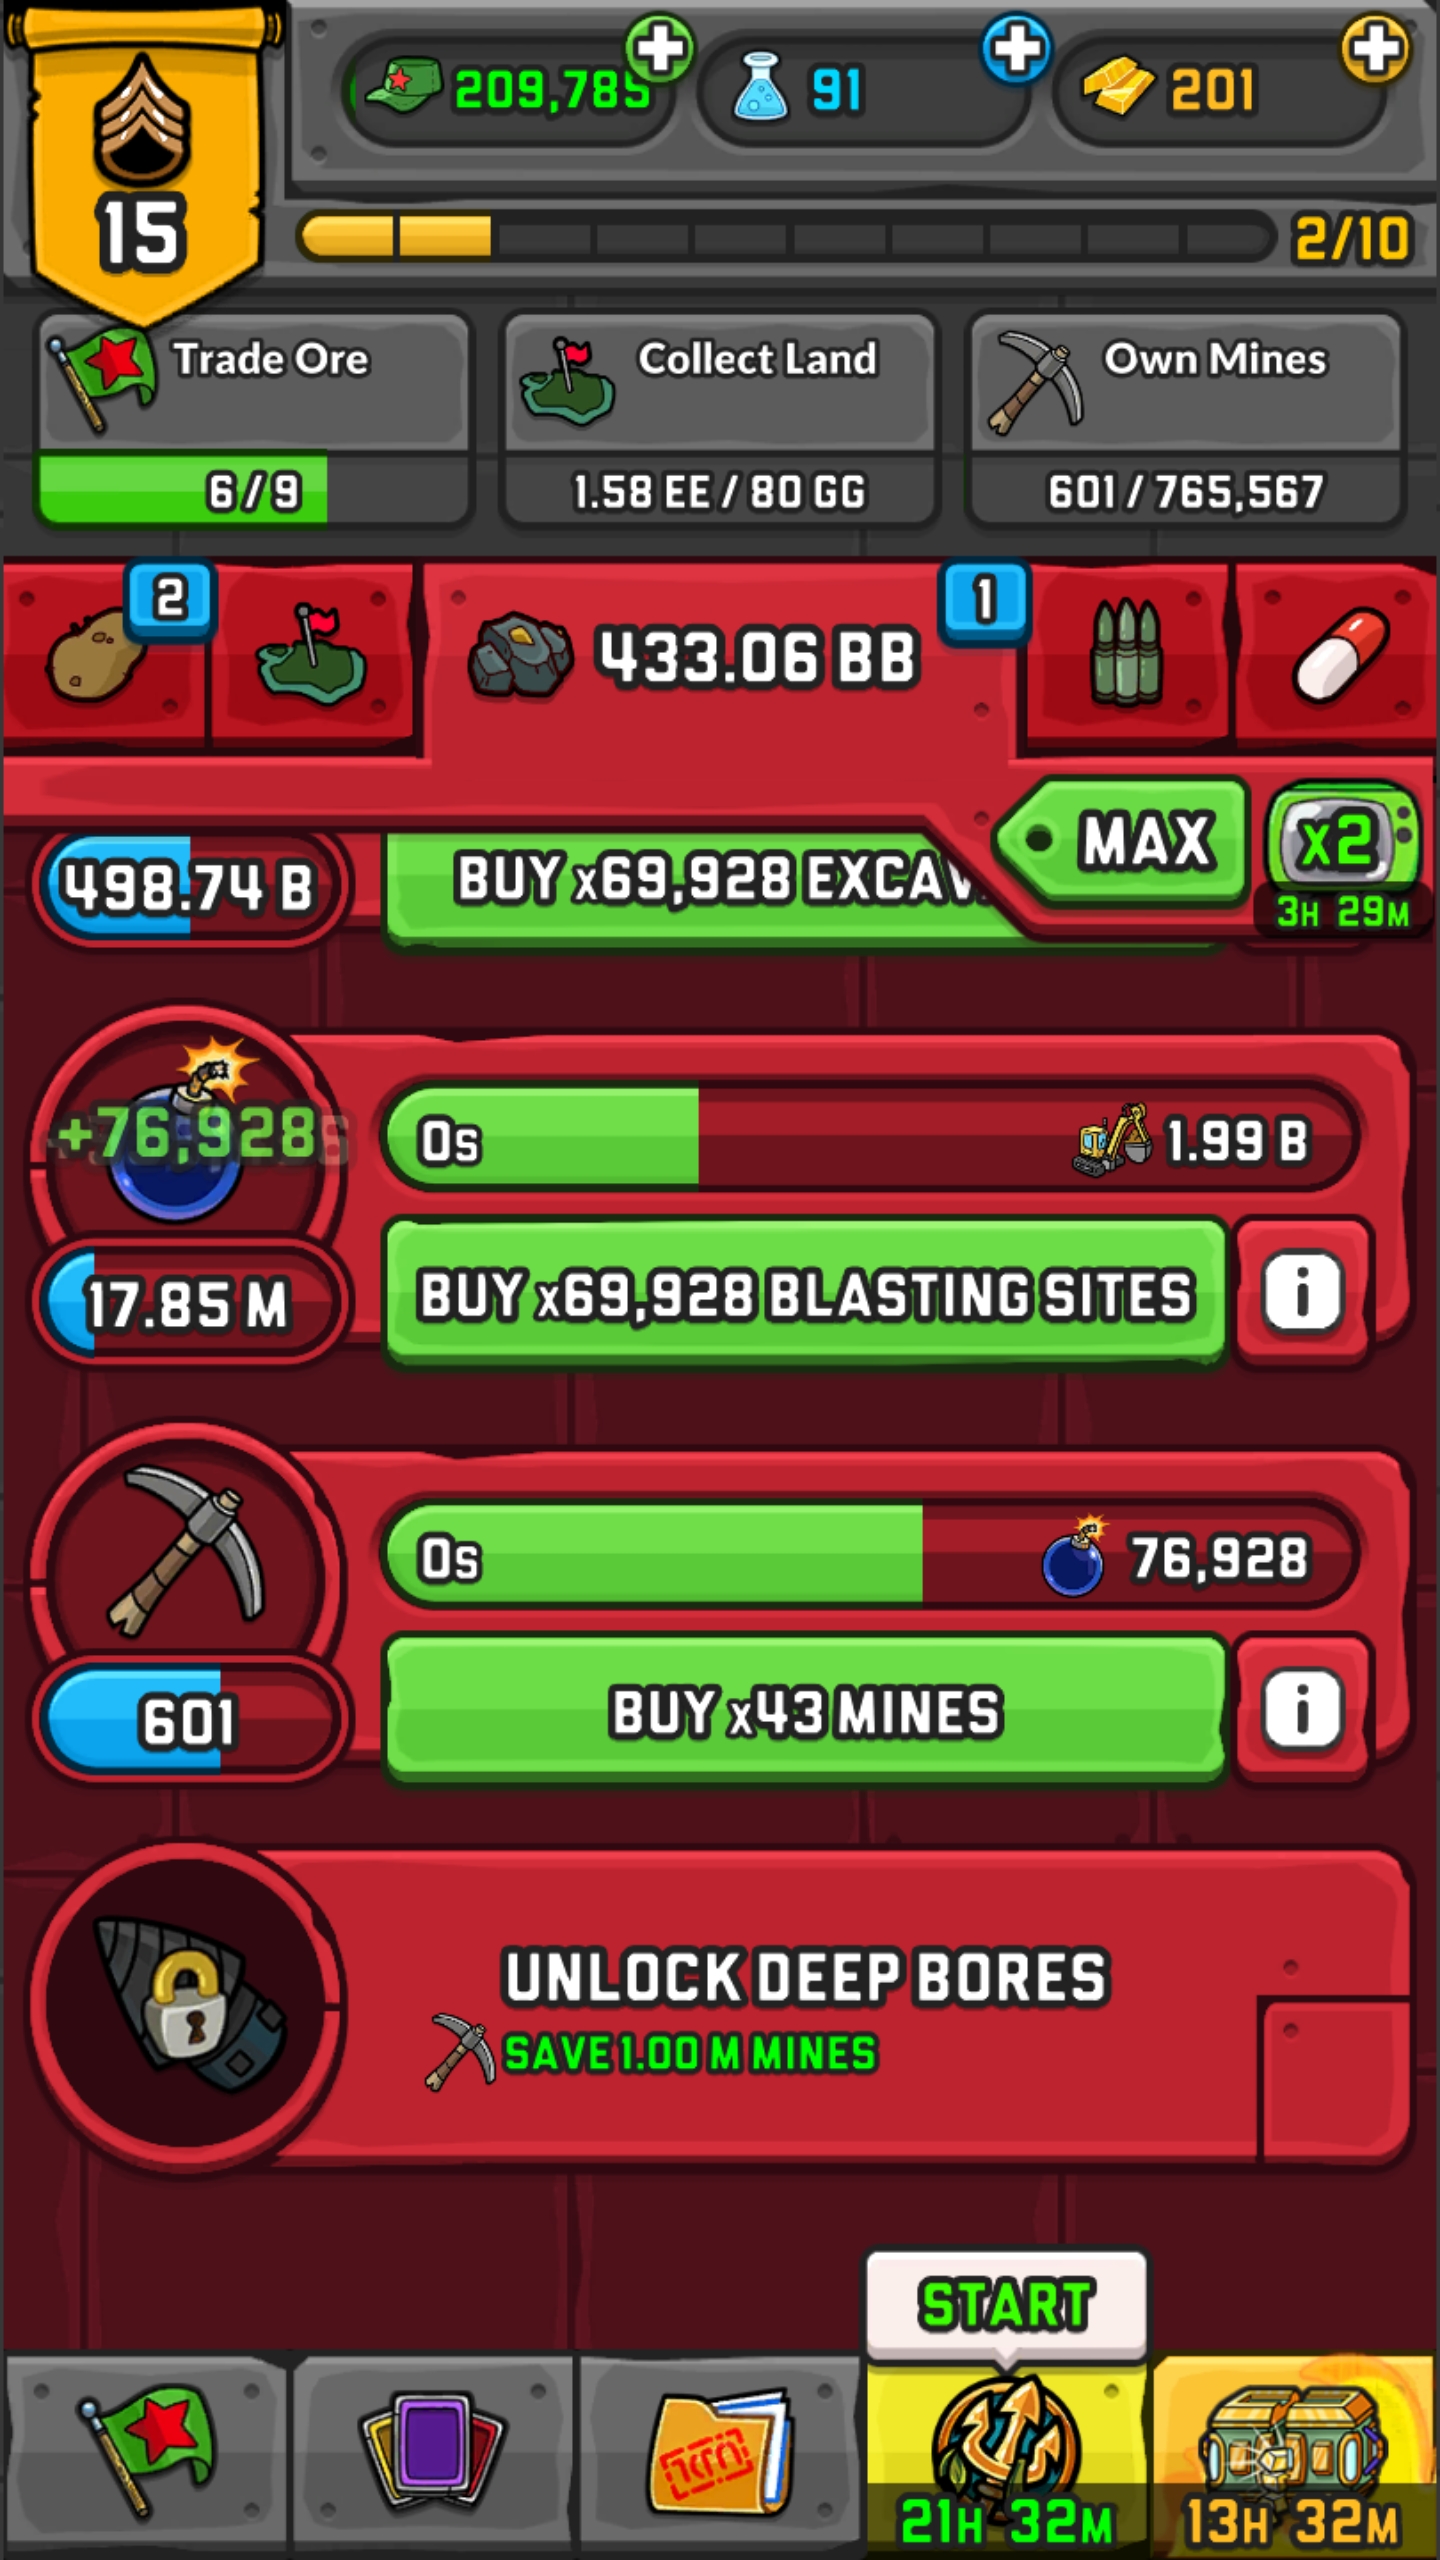 209,785
91
201
15
2/10
Trade Ore
Collect Land
Own Mines
6/9
1.58 EE / 80 GG
601 / 765,567
2
433.06 BB
1
MAX
x2
3H 29M
498.74 B
BUY x69,928 EXCAV
+76,928
0s
1.99 B
17.85 M
BUY x69,928 BLASTING SITES
i
0s
76,928
601
BUY x43 MINES
i
UNLOCK DEEP BORES
SAVE 1.00 M MINES
START
21H 32M
13H 32M